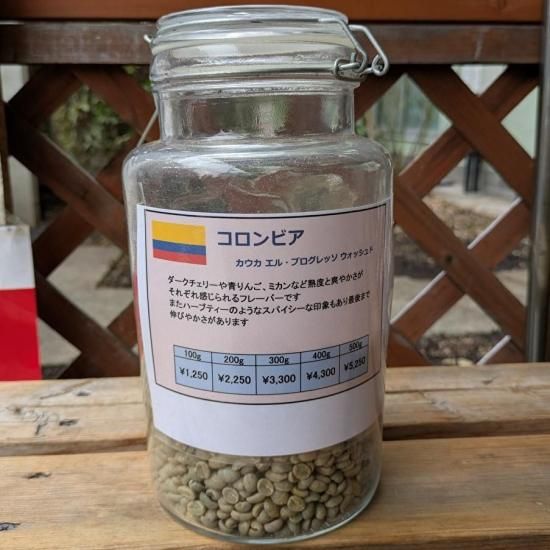 コロンビア
カウカ エル・プログレッソ ウォッシュド
ダークチェリーや青りんご、ミカンなど熟度と爽やかさが
それぞれ感じられるフレーバーです
またハーブティーのようなスパイシーな印象もあり最後まで
伸びやかさがあります
100g 200g 300g 400g 500g
¥1,250 ¥2,250 ¥3,300 ¥4,300 ¥5,250